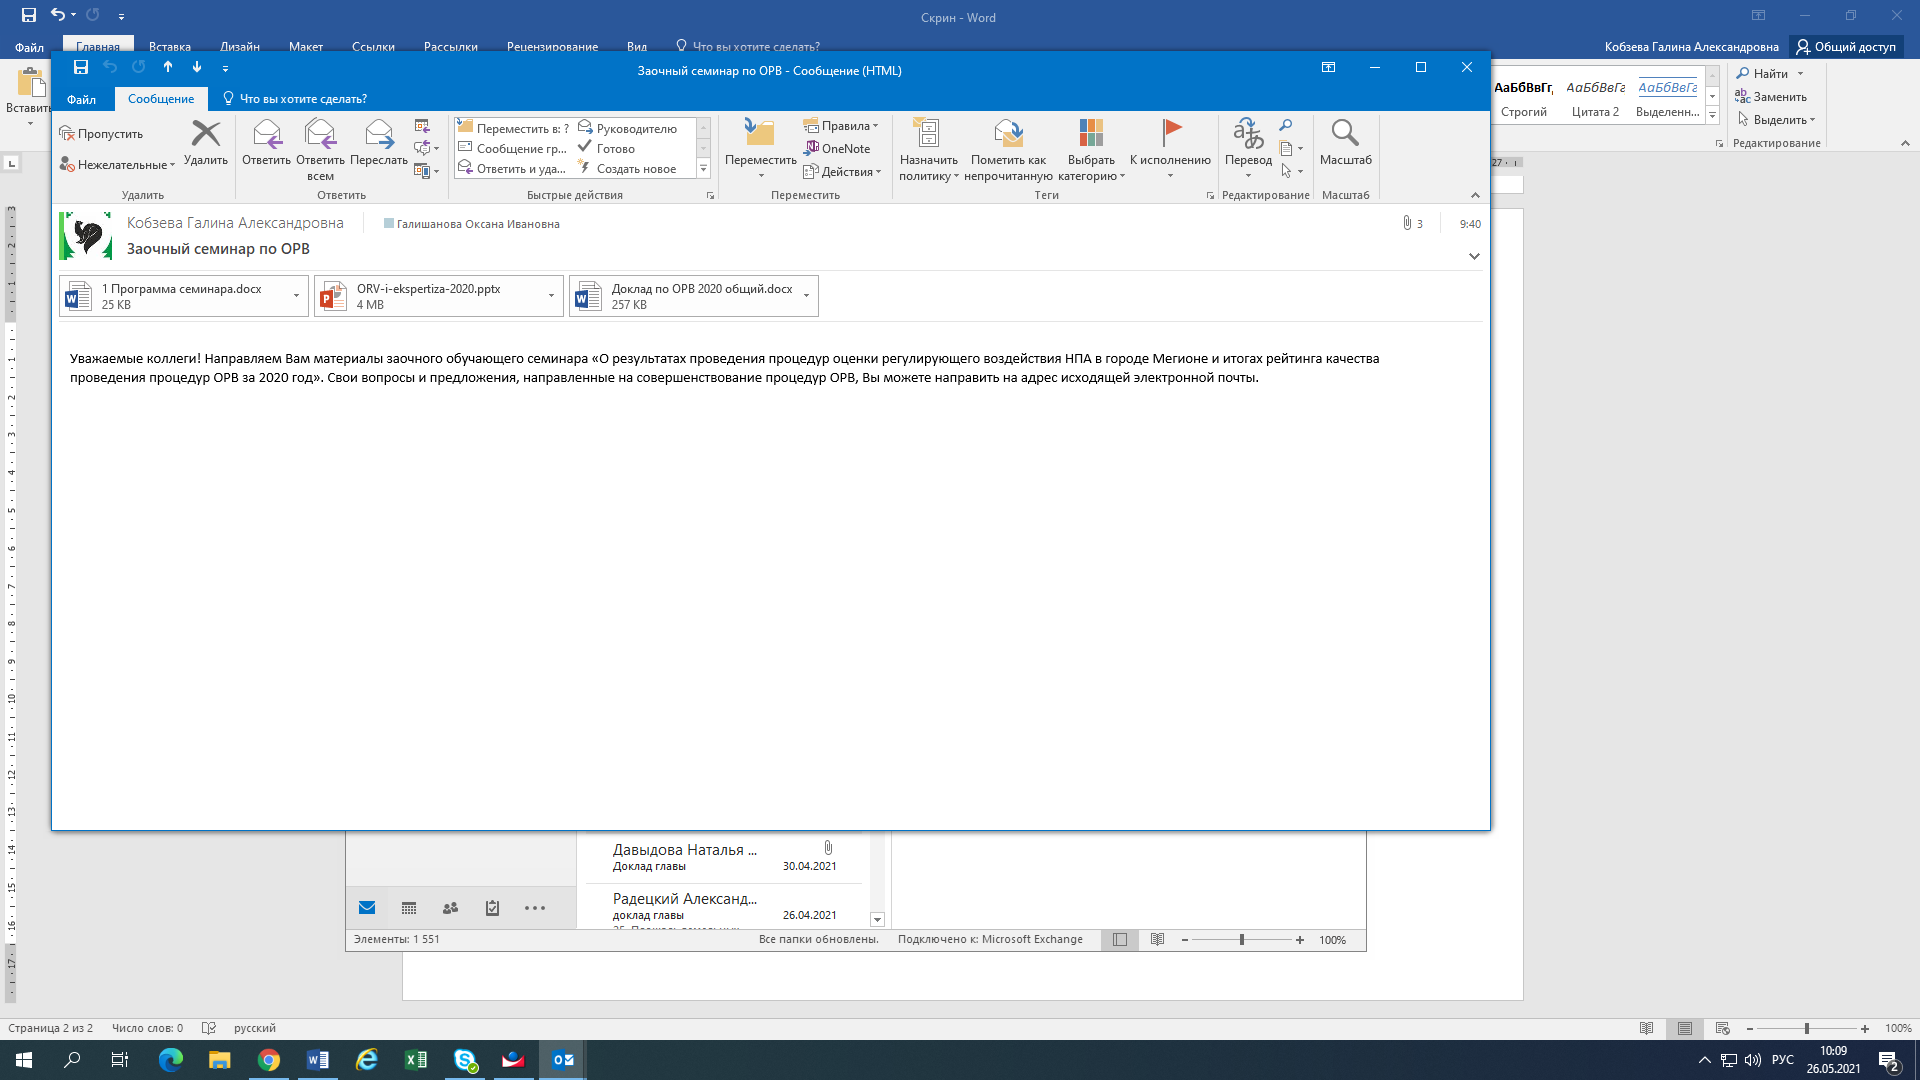 Скрин - Word
Файл Главная Вставка Дизайн Макет Ссылки Рассылки Рецензирование Вид Что вы хотите сделать?
Кобзева Галина Александровна Общий доступ
Вставить
Заочный семинар по ОРВ - Сообщение (HTML)
Файл Сообщение Что вы хотите сделать?
Пропустить
Нежелательные
Удалить
Удалить
Ответить
Ответить всем
Переслать
Ответить
Переместить в: ?
Сообщение гр...
Ответить и уда...
Руководителю
Готово
Создать новое
Быстрые действия
Переместить
Правила
OneNote
Действия
Переместить
Назначить политику
Пометить как непрочитанную
Выбрать категорию
К исполнению
Теги
Перевод
Редактирование
Масштаб
Масштаб
АаБбВвГг, АаБбВвГг АаБбВвГг
Строгий Цитата 2 Выделенн...
Найти
Заменить
Выделить
Редактирование
Кобзева Галина Александровна Галишанова Оксана Ивановна 3 9:40
Заочный семинар по ОРВ
1 Программа семинара.docx
25 KB
ORV-i-ekspertiza-2020.pptx
4 MB
Доклад по ОРВ 2020 общий.docx
257 KB
Уважаемые коллеги! Направляем Вам материалы заочного обучающего семинара «О результатах проведения процедур оценки регулирующего воздействия НПА в городе Мегионе и итогах рейтинга качества
проведения процедур ОРВ за 2020 год». Свои вопросы и предложения, направленные на совершенствование процедур ОРВ, Вы можете направить на адрес исходящей электронной почты.
Давыдова Наталья ...
Доклад главы 30.04.2021
Радецкий Александ...
доклад главы 26.04.2021
Элементы: 1 551 Все папки обновлены. Подключено к: Microsoft Exchange 100%
Страница 2 из 2 Число слов: 0 русский 100%
РУС
10:09
26.05.2021
2